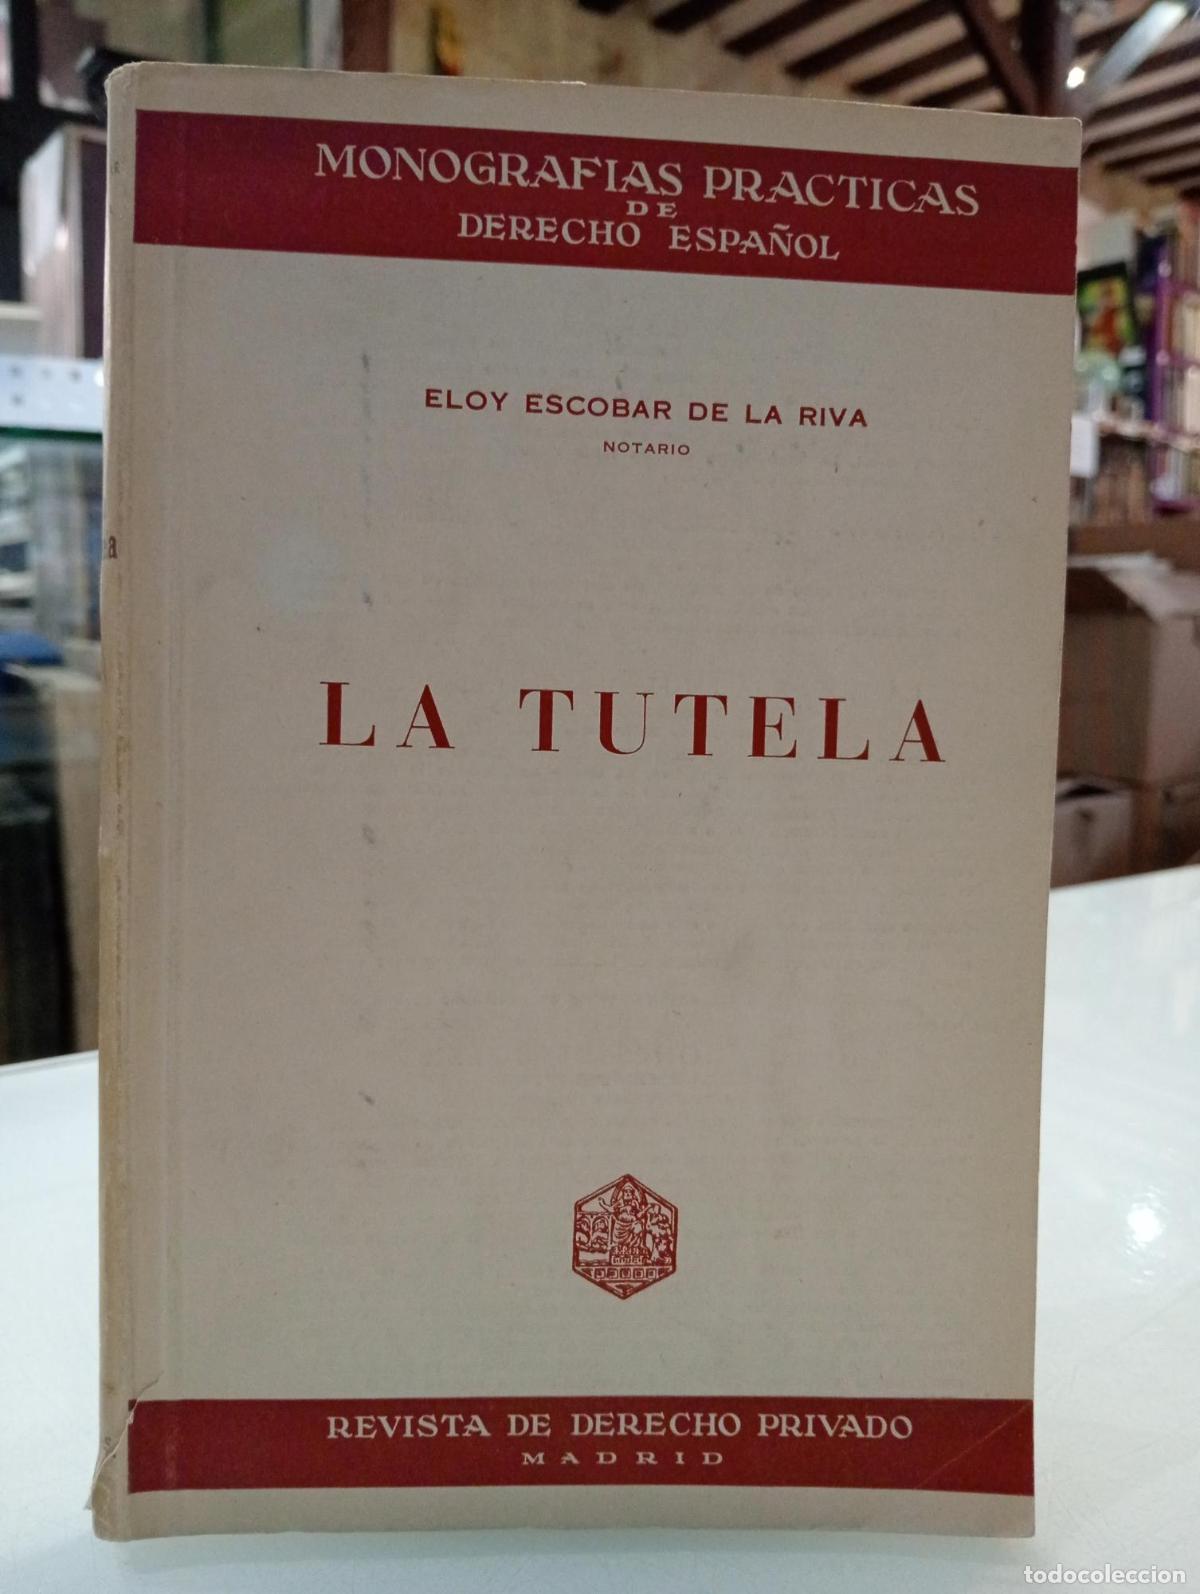 MONOGRAFIAS PRACTICAS
DE
DERECHO ESPAÑOL
ELOY ESCOBAR DE LA RIVA
NOTARIO
LA TUTELA
REVISTA DE DERECHO PRIVADO
MADRID
todocoleccion